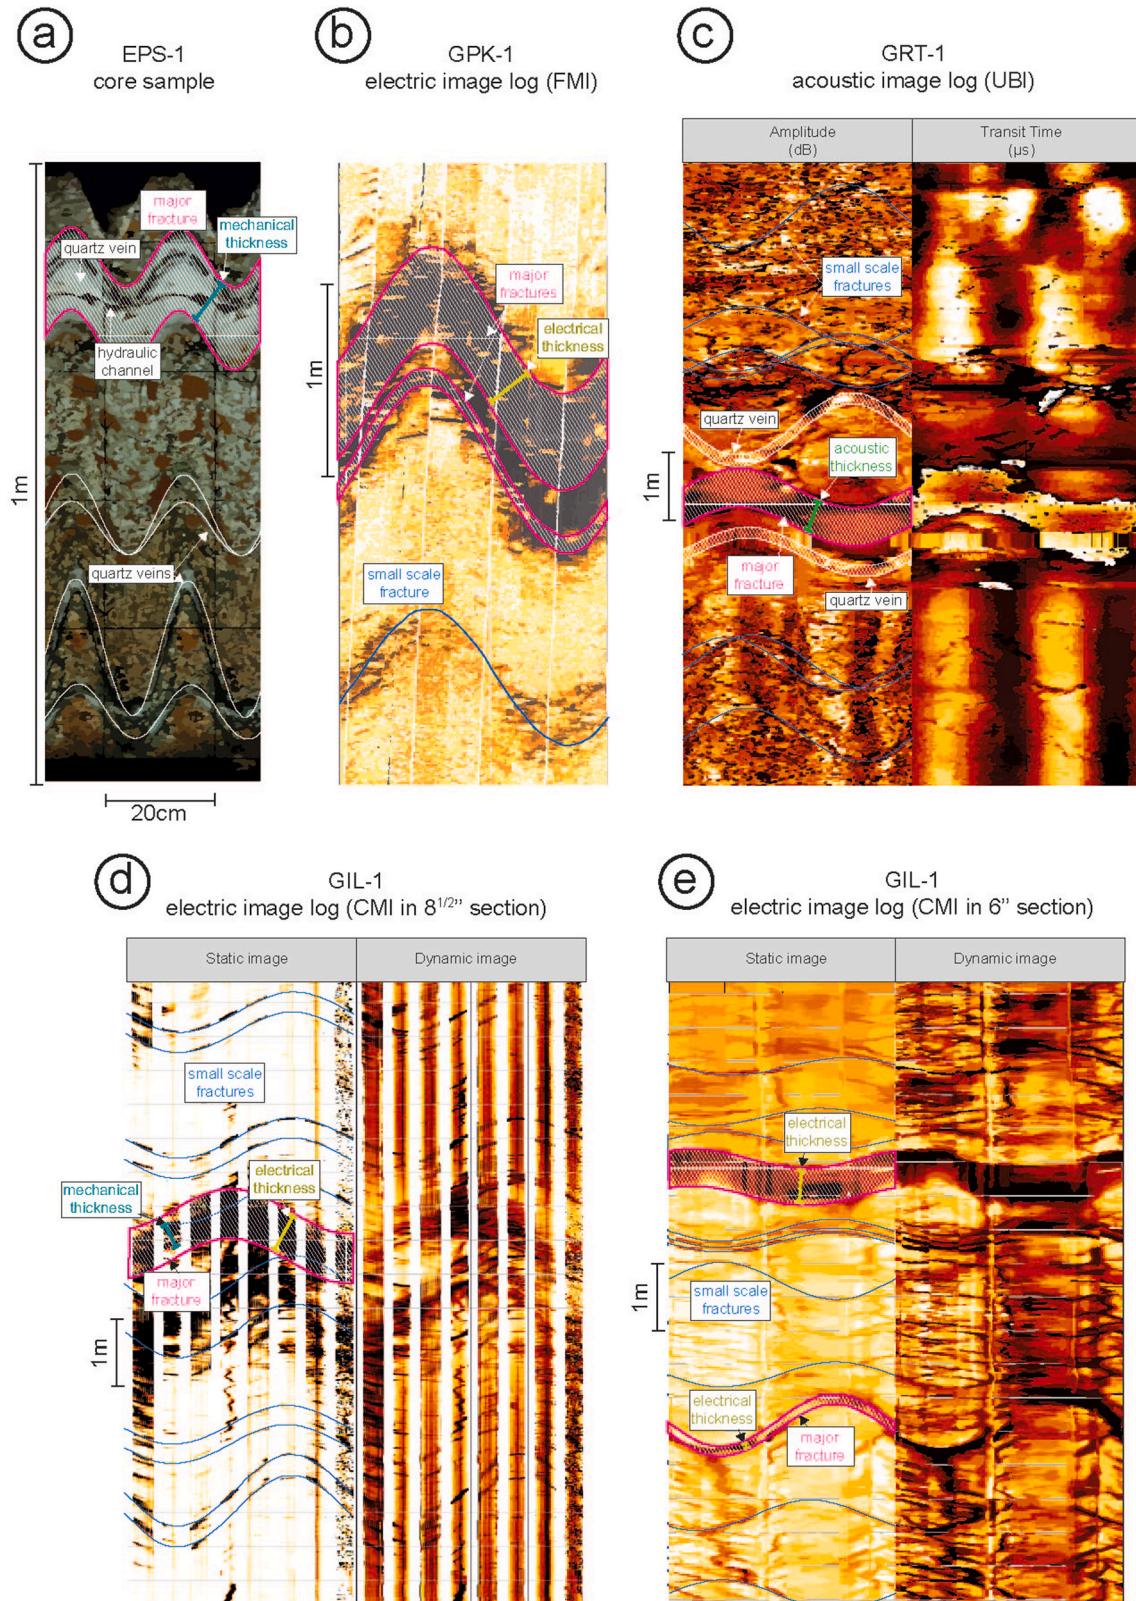 a
EPS-1
core sample
major
fracture
mechanical
thickness
quartz vein
hydraulic
channel
quartz veins
1m
20cm
b
GPK-1
electric image log (FMI)
major
fractures
electrical
thickness
1m
small scale
fracture
c
GRT-1
acoustic image log (UBI)
Amplitude
(dB)
Transit Time
(µs)
small scale
fractures
quartz vein
acoustic
thickness
1m
major
fracture
quartz vein
d
GIL-1
electric image log (CMI in 8 1/2" section)
Static image
Dynamic image
small scale
fractures
electrical
thickness
mechanical
thickness
major
fracture
1m
e
GIL-1
electric image log (CMI in 6" section)
Static image
Dynamic image
electrical
thickness
small scale
fractures
1m
electrical
thickness
major
fracture